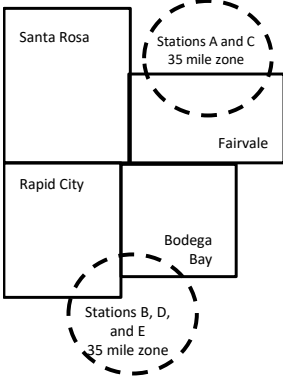 Santa Rosa
Stations A and C
35 mile zone
Fairvale
Rapid City
Bodega
Bay
Stations B, D,
and E
35 mile zone